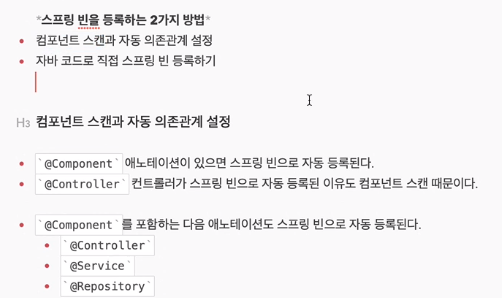 *스프링 빈을 등록하는 2가지 방법*
• 컴포넌트 스캔과 자동 의존관계 설정
• 자바 코드로 직접 스프링 빈 등록하기
H3 컴포넌트 스캔과 자동 의존관계 설정
• `@Component` 애노테이션이 있으면 스프링 빈으로 자동 등록된다.
• `@Controller` 컨트롤러가 스프링 빈으로 자동 등록된 이유도 컴포넌트 스캔 때문이다.
• `@Component`를 포함하는 다음 애노테이션도 스프링 빈으로 자동 등록된다.
• `@Controller`
• `@Service`
• `@Repository`